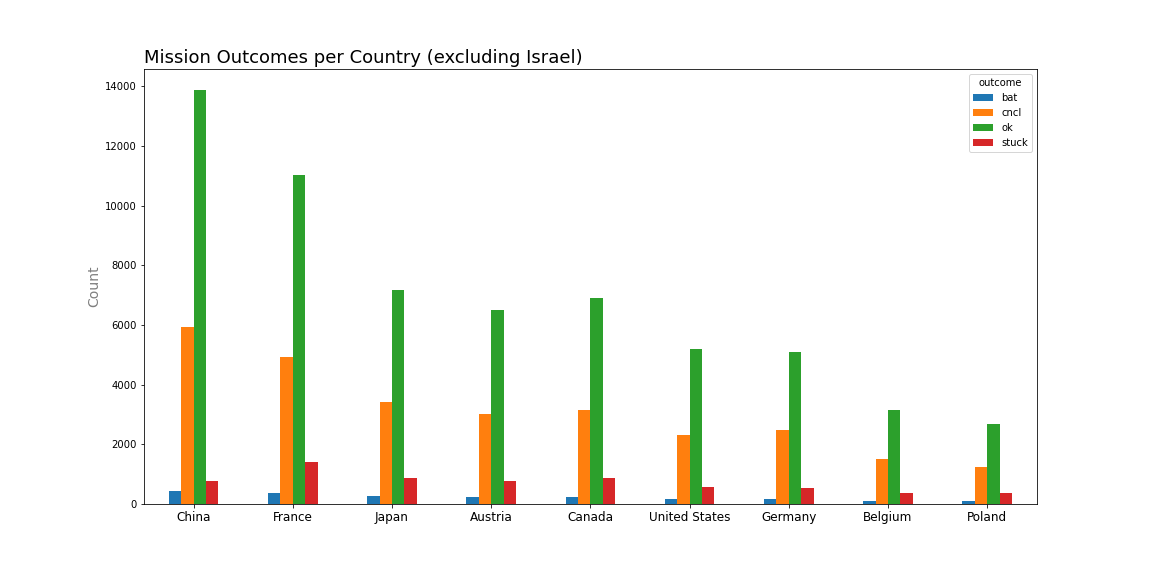 Mission Outcomes per Country (excluding Israel)
outcome
bat
cncl
ok
stuck
Count
14000
12000
10000
8000
6000
4000
2000
0
China France Japan Austria Canada United States Germany Belgium Poland